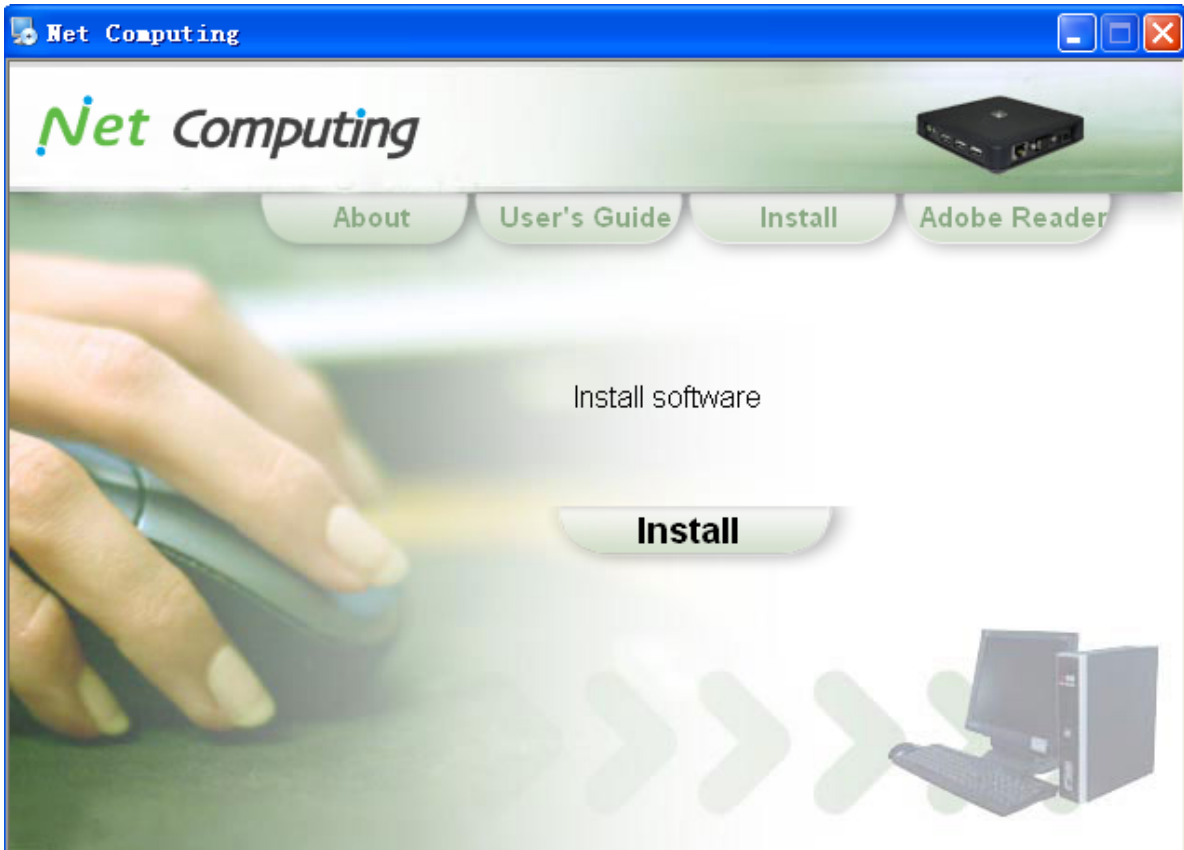 Net Computing
Net Computing
About User's Guide Install Adobe Reader
Install software
Install